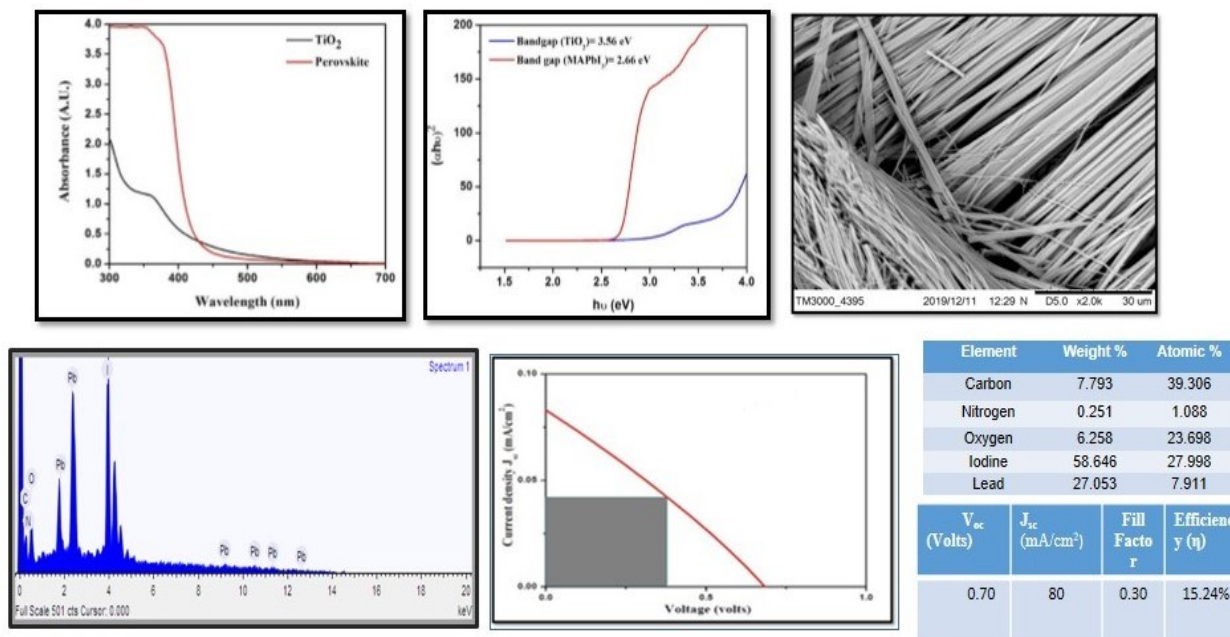 4.0
3.5
3.0
2.5
2.0
1.5
1.0
0.5
0.0
Absorbance (A.U.)
TiO₂
Perovskite
300 400 500 600 700
Wavelength (nm)
200
150
100
50
0
(αhυ)²
Bandgap (TiO₂)= 3.56 eV
Band gap (MAPbI₃)= 2.66 eV
1.5 2.0 2.5 3.0 3.5 4.0
hυ (eV)
TM3000_4395 2019/12/11 12:29 N D5.0 x2.0k 30 um
Spectrum 1
C
O
N
Pb
Pb
I
Pb Pb Pb Pb
0 2 4 6 8 10 12 14 16 18 20
Full Scale 501 cts Cursor: 0.000 keV
0.10
0.05
0.00
Current density Jsc (mA/cm²)
0.0 0.5 1.0
Voltage (volts)
Element Weight % Atomic %
Carbon 7.793 39.306
Nitrogen 0.251 1.088
Oxygen 6.258 23.698
Iodine 58.646 27.998
Lead 27.053 7.911
Voc (Volts) Jsc (mA/cm²) Fill Facto r Efficienc y (η)
0.70 80 0.30 15.24%